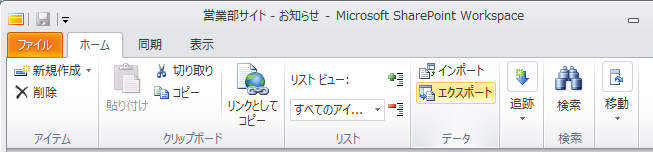 営業部サイト - お知らせ - Microsoft SharePoint Workspace
ファイル ホーム 同期 表示
新規作成
削除
アイテム
貼り付け
切り取り
コピー
リンクとして
コピー
クリップボード
リスト ビュー:
すべてのアイ...
リスト
インポート
エクスポート
データ
追跡
検索
検索
移動